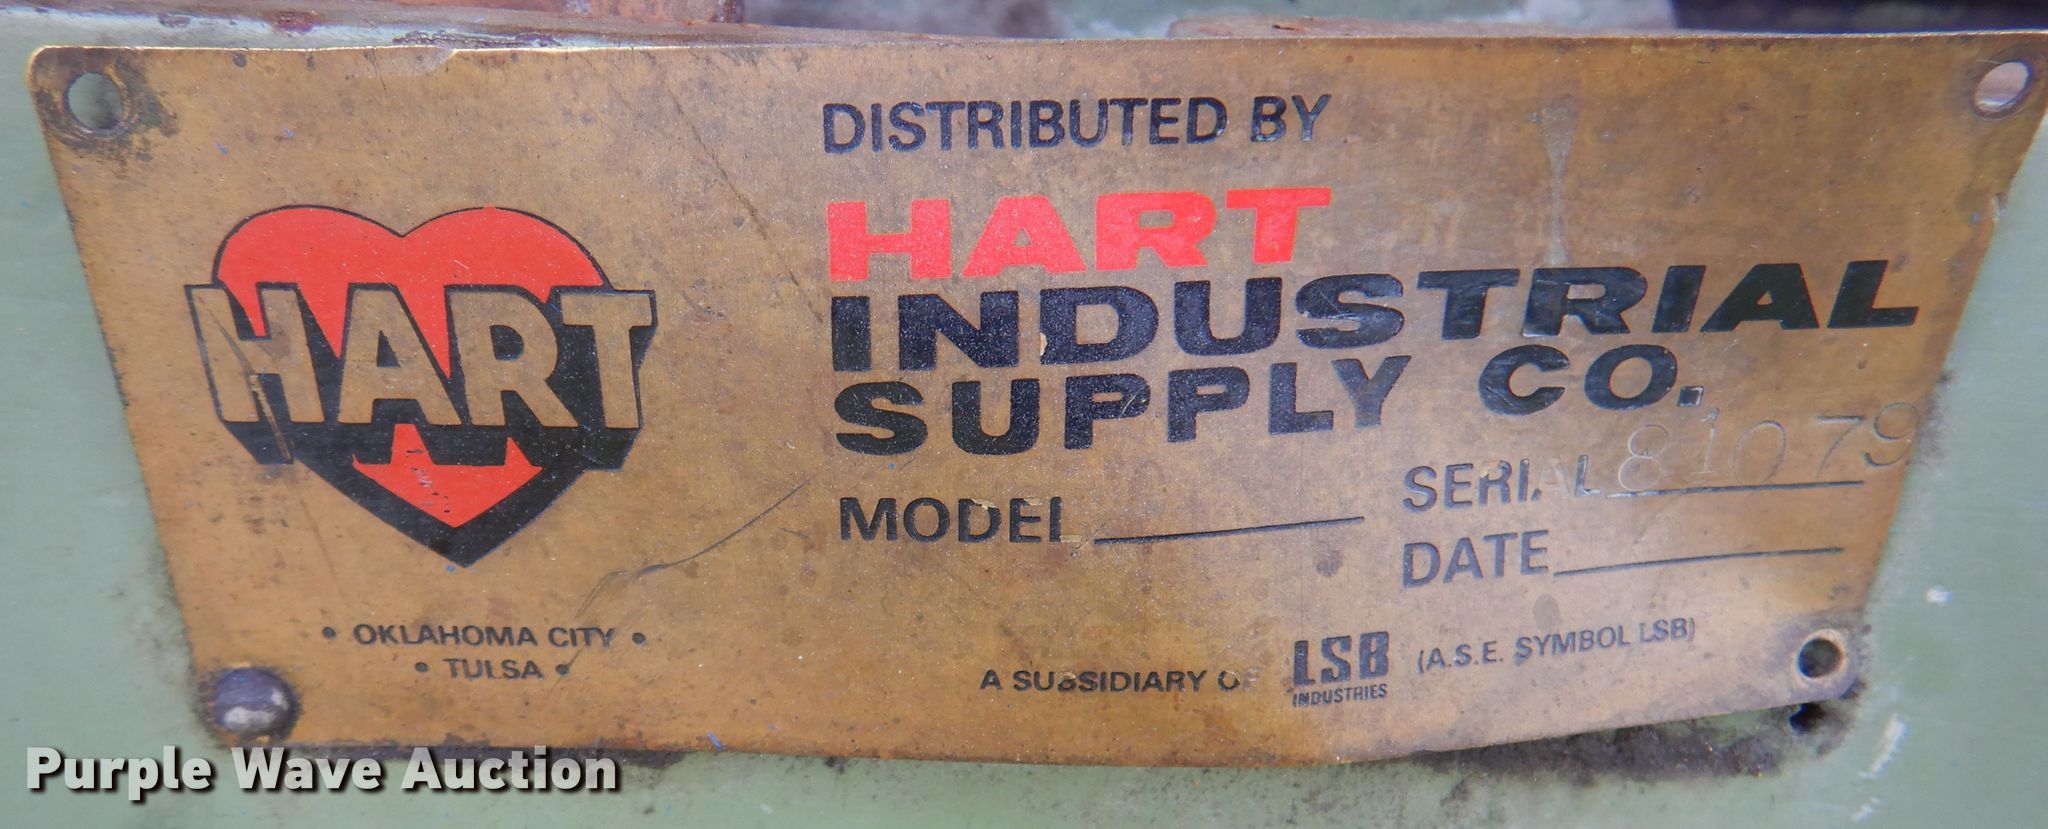 HART
• OKLAHOMA CITY •
• TULSA •
DISTRIBUTED BY
HART
INDUSTRIAL
SUPPLY CO.
MODEL
SERIAL 81079
DATE
A SUBSIDIARY OF LSB INDUSTRIES (A.S.E. SYMBOL LSB)
Purple Wave Auction